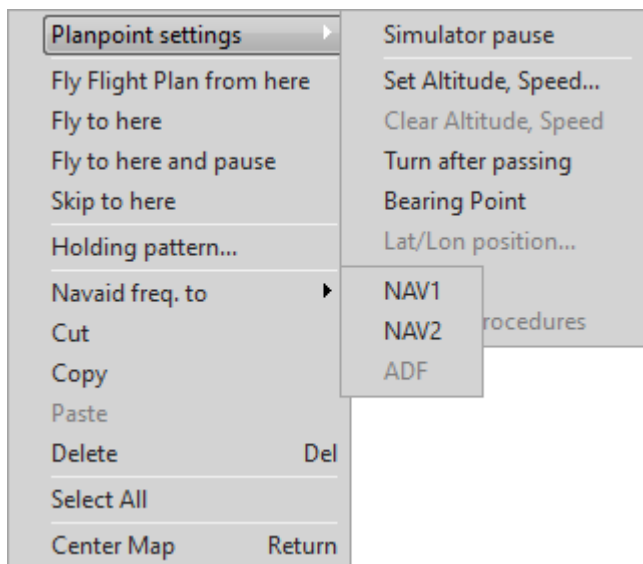 Planpoint settings
Fly Flight Plan from here
Fly to here
Fly to here and pause
Skip to here
Holding pattern...
Navaid freq. to
Cut
Copy
Paste
Delete Del
Select All
Center Map Return
Simulator pause
Set Altitude, Speed...
Clear Altitude, Speed
Turn after passing
Bearing Point
Lat/Lon position...
rocedures
NAV1
NAV2
ADF